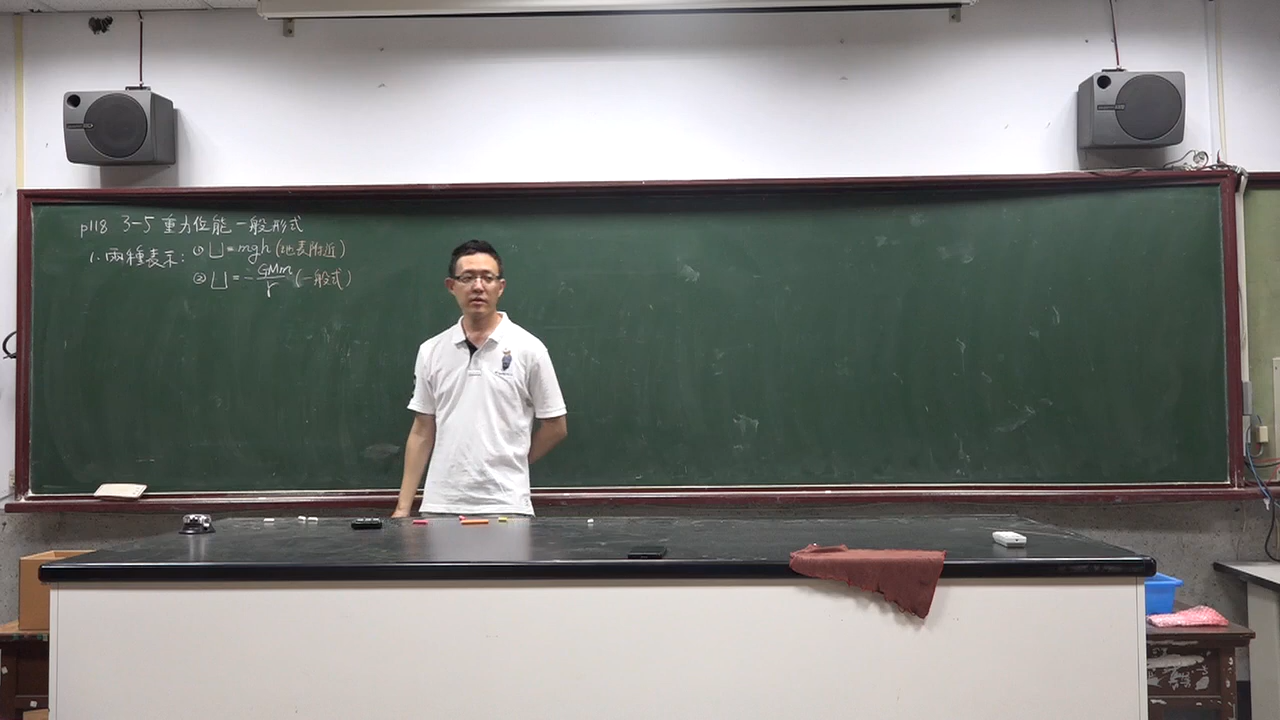 p118 3-5 重力位能一般形式
1. 兩種表示: ① U=mgh (地表附近)
② U=-GMm/r (一般式)